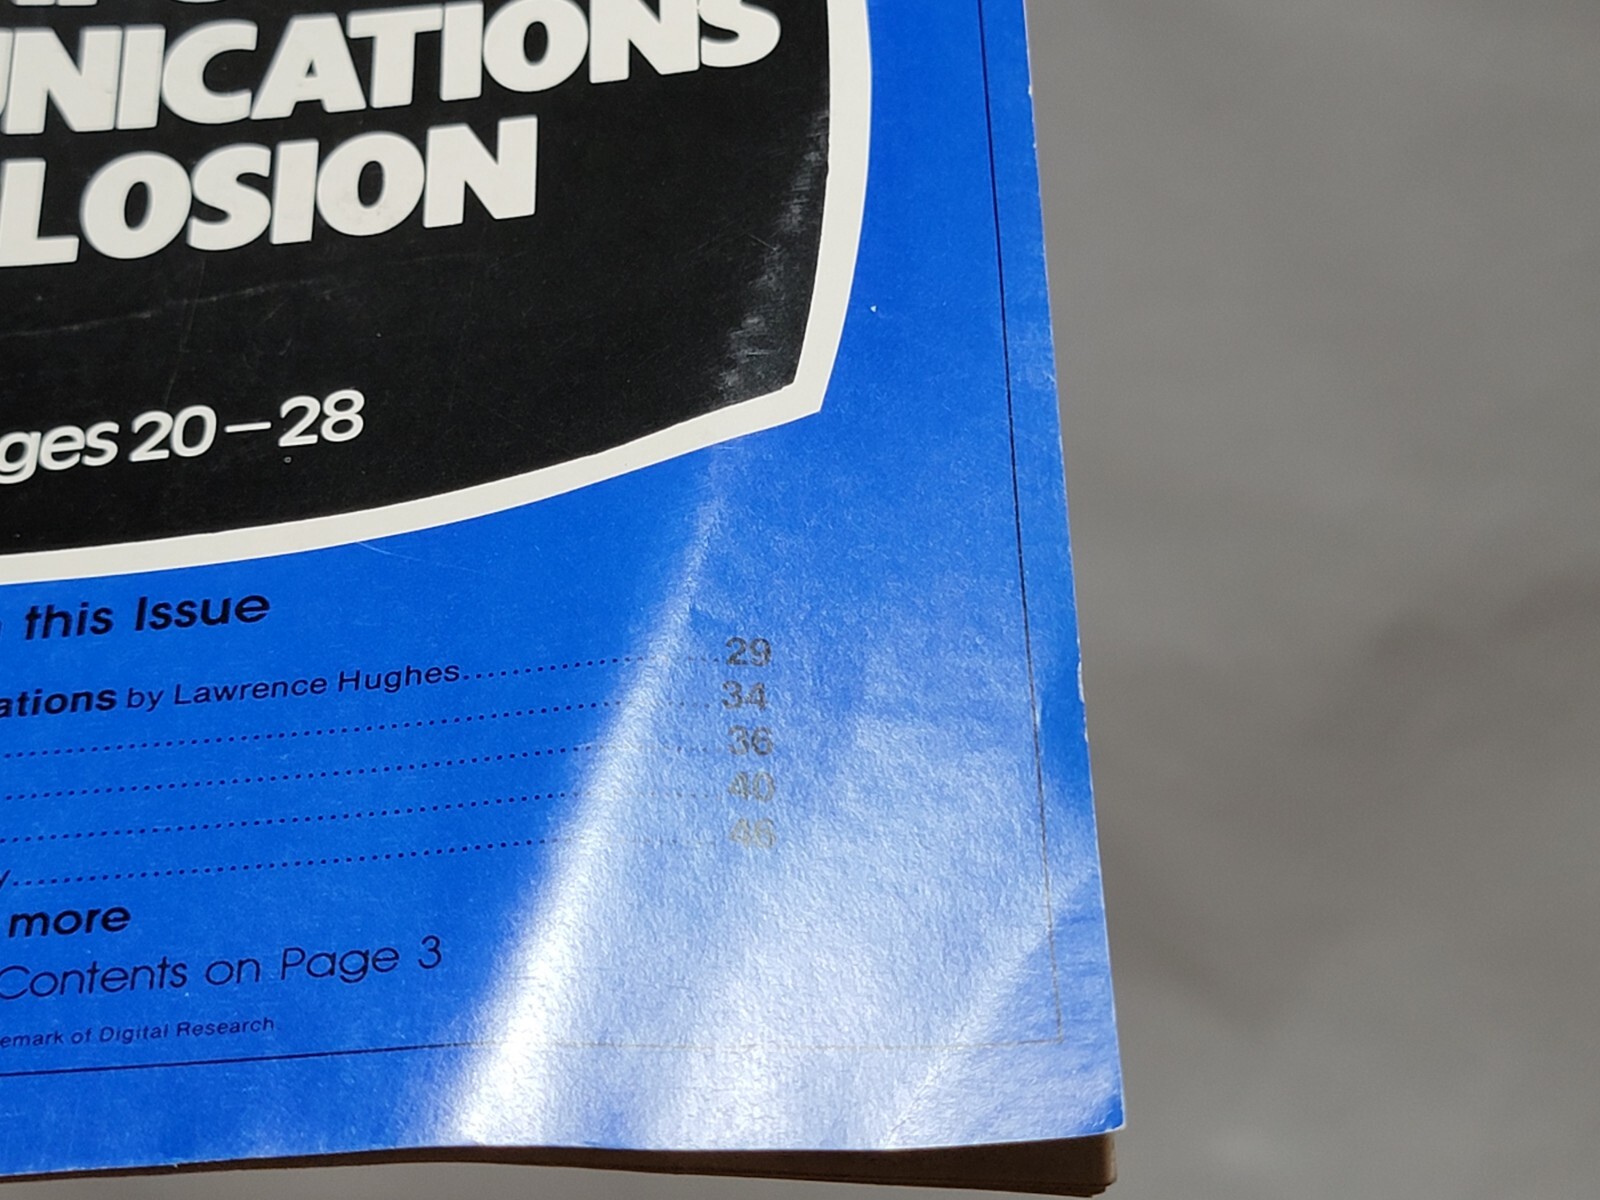 UNICATIONS
LOSION
ges 20–28
this Issue
ations by Lawrence Hughes..................29
34
36
40
y
more
Contents on Page 3
emark of Digital Research.